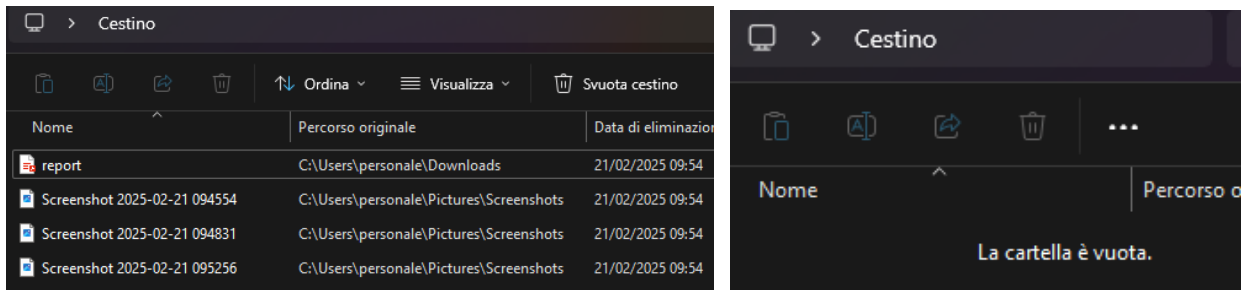 Cestino
Ordina Visualizza Svuota cestino
Nome Percorso originale Data di eliminazior
report C:\Users\personale\Downloads 21/02/2025 09:54
Screenshot 2025-02-21 094554 C:\Users\personale\Pictures\Screenshots 21/02/2025 09:54
Screenshot 2025-02-21 094831 C:\Users\personale\Pictures\Screenshots 21/02/2025 09:54
Screenshot 2025-02-21 095256 C:\Users\personale\Pictures\Screenshots 21/02/2025 09:54
Cestino
Nome Percorso o
La cartella è vuota.